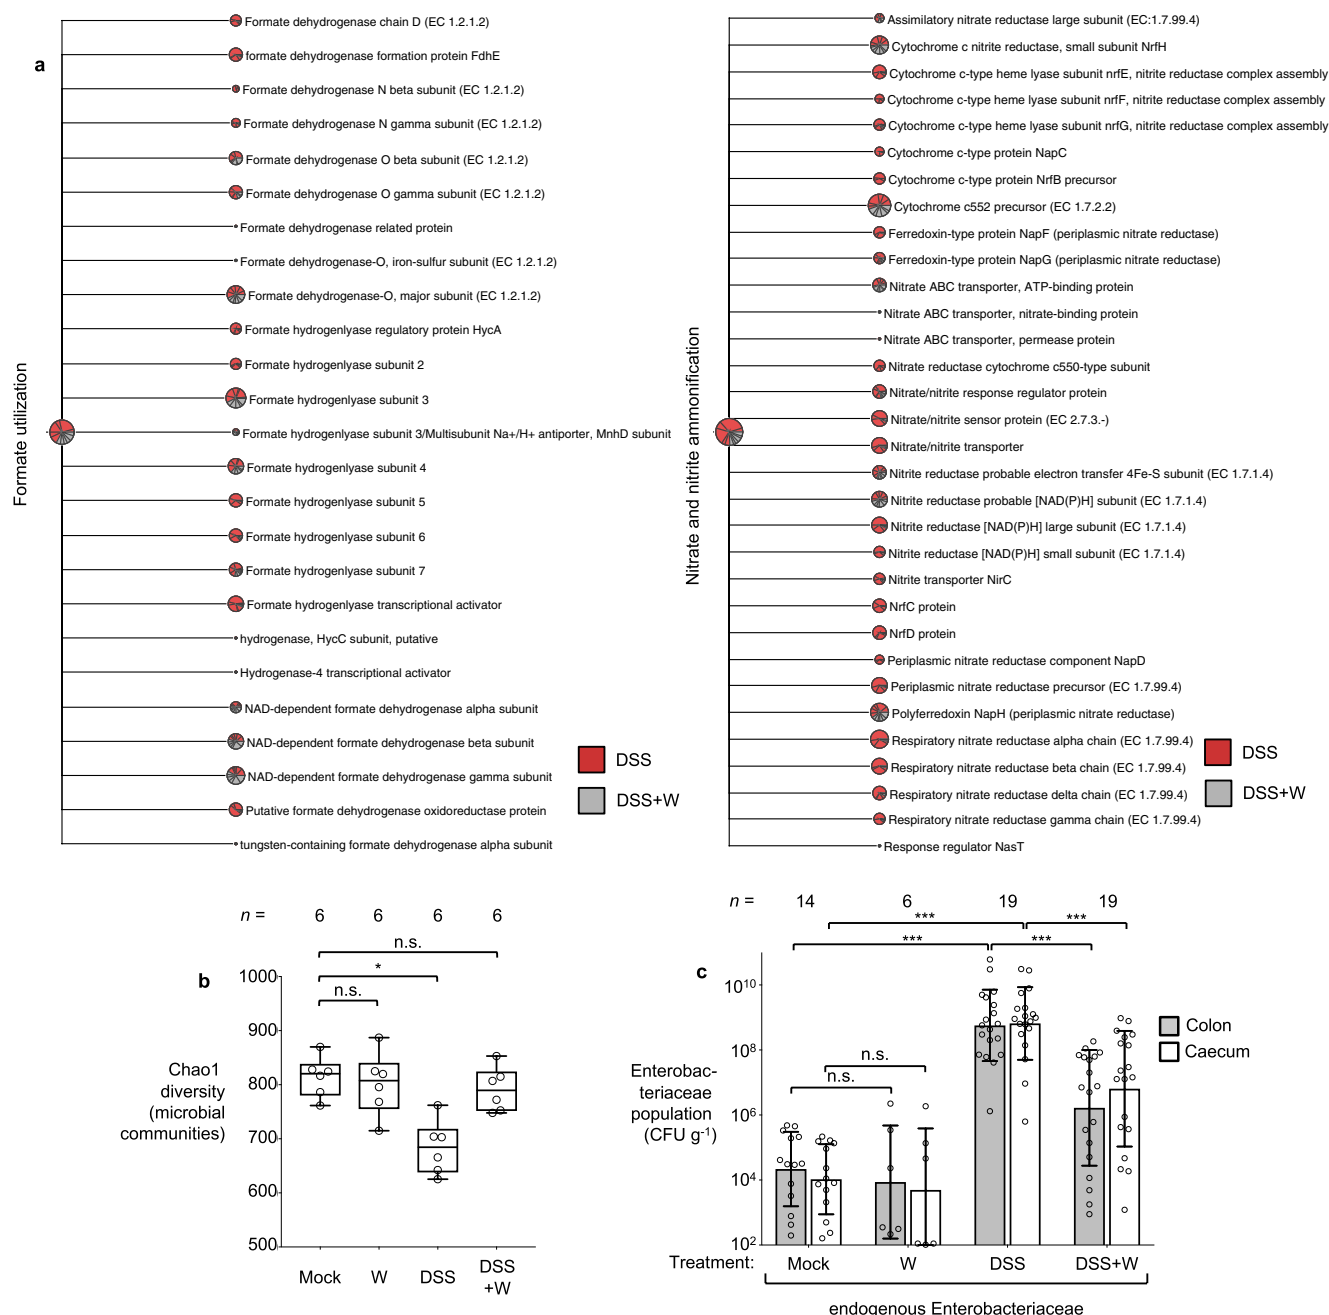 a
Formate utilization
Formate dehydrogenase chain D (EC 1.2.1.2)
formate dehydrogenase formation protein FdhE
Formate dehydrogenase N beta subunit (EC 1.2.1.2)
Formate dehydrogenase N gamma subunit (EC 1.2.1.2)
Formate dehydrogenase O beta subunit (EC 1.2.1.2)
Formate dehydrogenase O gamma subunit (EC 1.2.1.2)
Formate dehydrogenase related protein
Formate dehydrogenase-O, iron-sulfur subunit (EC 1.2.1.2)
Formate dehydrogenase-O, major subunit (EC 1.2.1.2)
Formate hydrogenlyase regulatory protein HycA
Formate hydrogenlyase subunit 2
Formate hydrogenlyase subunit 3
Formate hydrogenlyase subunit 3/Multisubunit Na+/H+ antiporter, MnhD subunit
Formate hydrogenlyase subunit 4
Formate hydrogenlyase subunit 5
Formate hydrogenlyase subunit 6
Formate hydrogenlyase subunit 7
Formate hydrogenlyase transcriptional activator
hydrogenase, HycC subunit, putative
Hydrogenase-4 transcriptional activator
NAD-dependent formate dehydrogenase alpha subunit
NAD-dependent formate dehydrogenase beta subunit
NAD-dependent formate dehydrogenase gamma subunit
Putative formate dehydrogenase oxidoreductase protein
tungsten-containing formate dehydrogenase alpha subunit
DSS
DSS+W
Nitrate and nitrite ammonification
Assimilatory nitrate reductase large subunit (EC:1.7.99.4)
Cytochrome c nitrite reductase, small subunit NrfH
Cytochrome c-type heme lyase subunit nrfE, nitrite reductase complex assembly
Cytochrome c-type heme lyase subunit nrfF, nitrite reductase complex assembly
Cytochrome c-type heme lyase subunit nrfG, nitrite reductase complex assembly
Cytochrome c-type protein NapC
Cytochrome c-type protein NrfB precursor
Cytochrome c552 precursor (EC 1.7.2.2)
Ferredoxin-type protein NapF (periplasmic nitrate reductase)
Ferredoxin-type protein NapG (periplasmic nitrate reductase)
Nitrate ABC transporter, ATP-binding protein
Nitrate ABC transporter, nitrate-binding protein
Nitrate ABC transporter, permease protein
Nitrate reductase cytochrome c550-type subunit
Nitrate/nitrite response regulator protein
Nitrate/nitrite sensor protein (EC 2.7.3.-)
Nitrate/nitrite transporter
Nitrite reductase probable electron transfer 4Fe-S subunit (EC 1.7.1.4)
Nitrite reductase probable [NAD(P)H] subunit (EC 1.7.1.4)
Nitrite reductase [NAD(P)H] large subunit (EC 1.7.1.4)
Nitrite reductase [NAD(P)H] small subunit (EC 1.7.1.4)
Nitrite transporter NirC
NrfC protein
NrfD protein
Periplasmic nitrate reductase component NapD
Periplasmic nitrate reductase precursor (EC 1.7.99.4)
Polyferredoxin NapH (periplasmic nitrate reductase)
Respiratory nitrate reductase alpha chain (EC 1.7.99.4)
Respiratory nitrate reductase beta chain (EC 1.7.99.4)
Respiratory nitrate reductase delta chain (EC 1.7.99.4)
Respiratory nitrate reductase gamma chain (EC 1.7.99.4)
Response regulator NasT
DSS
DSS+W
b
n = 6 6 6 6
n.s.
*
n.s.
Chao1
diversity
(microbial
communities)
1000
900
800
700
600
500
Mock W DSS DSS
+W
c
n = 14 6 19 19
*** ***
*** ***
n.s.
n.s.
Enterobac-
teriaceae
population
(CFU g⁻¹)
10¹⁰
10⁸
10⁶
10⁴
10²
Colon
Caecum
Treatment: Mock W DSS DSS+W
endogenous Enterobacteriaceae